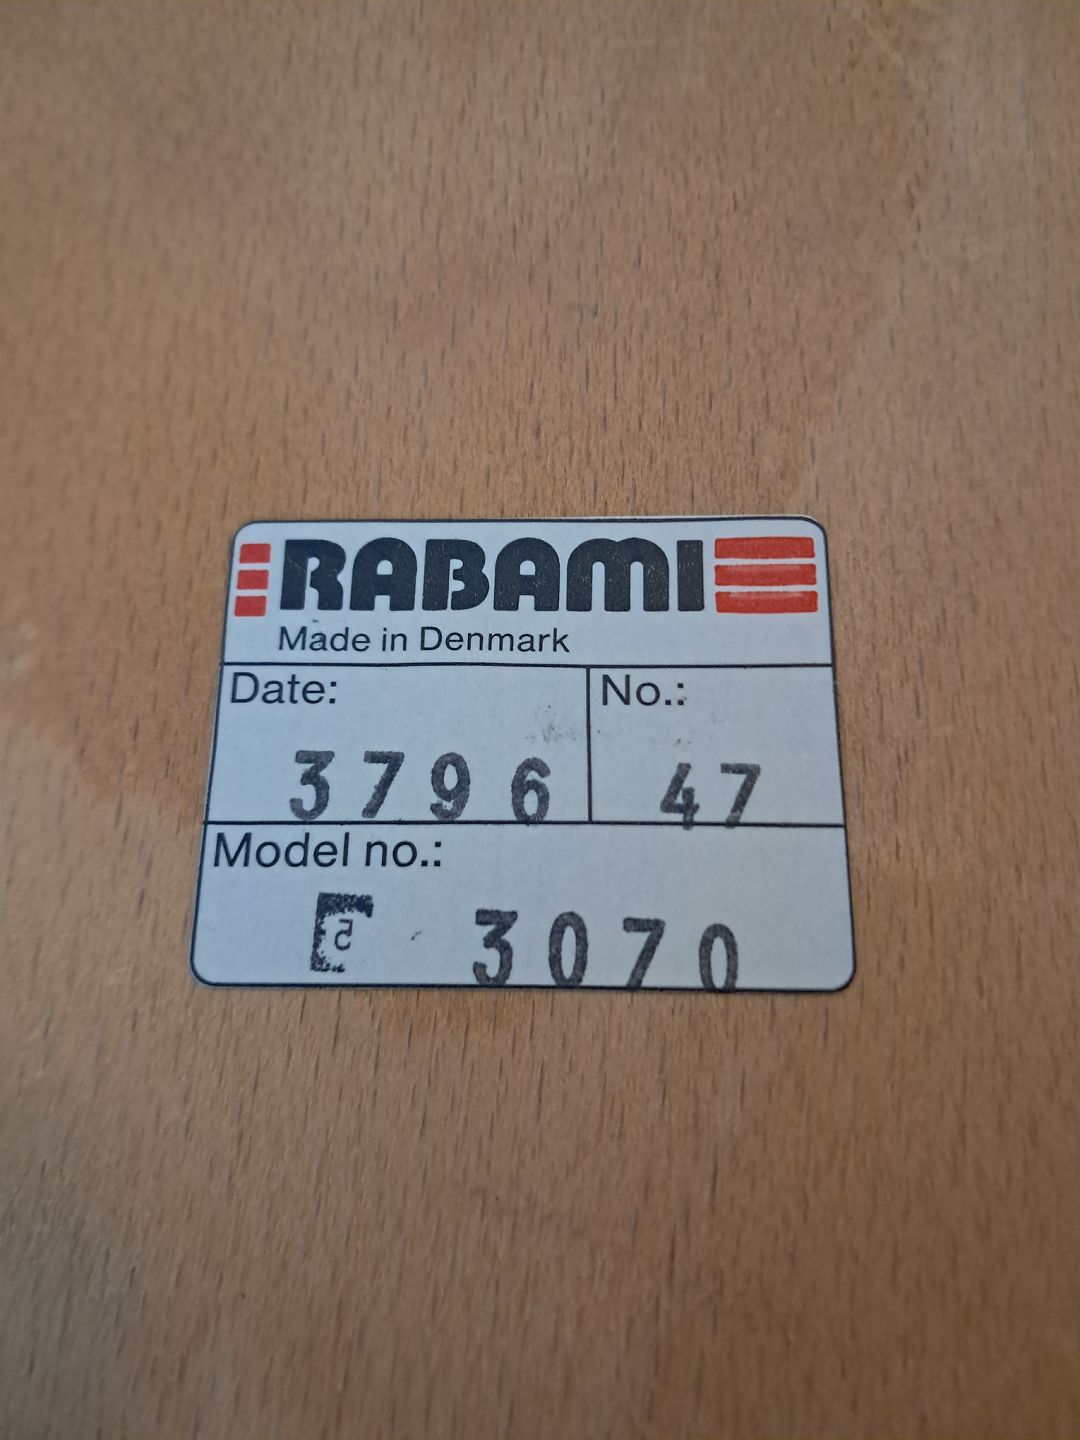 RABAMI
Made in Denmark
Date: No.:
3796 47
Model no.:
3070